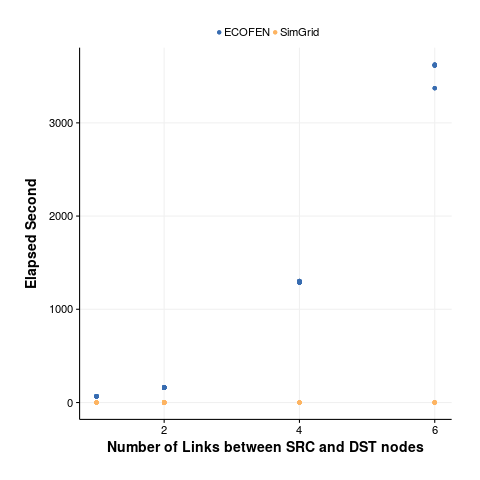 ECOFEN SimGrid
Elapsed Second
3000
2000
1000
0
2 4 6
Number of Links between SRC and DST nodes